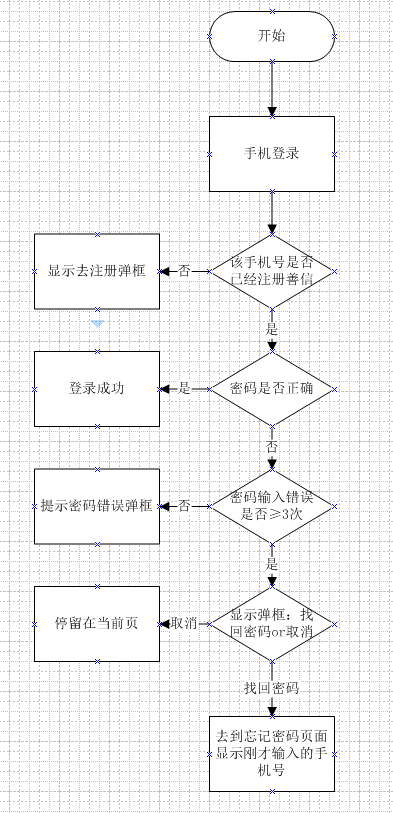 开始
手机登录
该手机号是否
已经注册善信
否
显示去注册弹框
是
密码是否正确
是
登录成功
否
密码输入错误
是否≥3次
否
提示密码错误弹框
是
显示弹框：找
回密码or取消
取消
停留在当前页
找回密码
去到忘记密码页面
显示刚才输入的手
机号